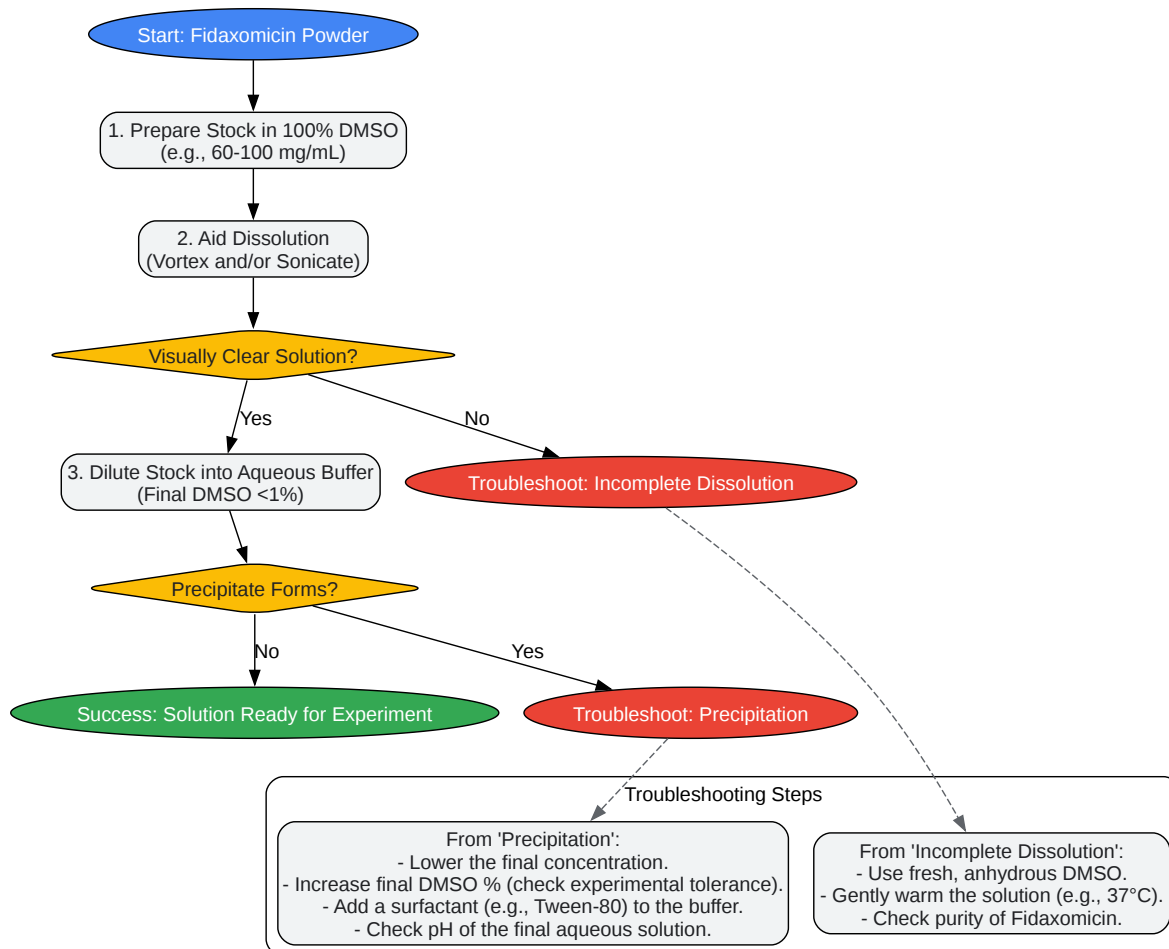 Start: Fidaxomicin Powder
1. Prepare Stock in 100% DMSO
(e.g., 60-100 mg/mL)
2. Aid Dissolution
(Vortex and/or Sonicate)
Visually Clear Solution?
Yes
No
3. Dilute Stock into Aqueous Buffer
(Final DMSO <1%)
Troubleshoot: Incomplete Dissolution
Precipitate Forms?
No
Yes
Success: Solution Ready for Experiment
Troubleshoot: Precipitation
Troubleshooting Steps
From 'Precipitation':
- Lower the final concentration.
- Increase final DMSO % (check experimental tolerance).
- Add a surfactant (e.g., Tween-80) to the buffer.
- Check pH of the final aqueous solution.
From 'Incomplete Dissolution':
- Use fresh, anhydrous DMSO.
- Gently warm the solution (e.g., 37°C).
- Check purity of Fidaxomicin.